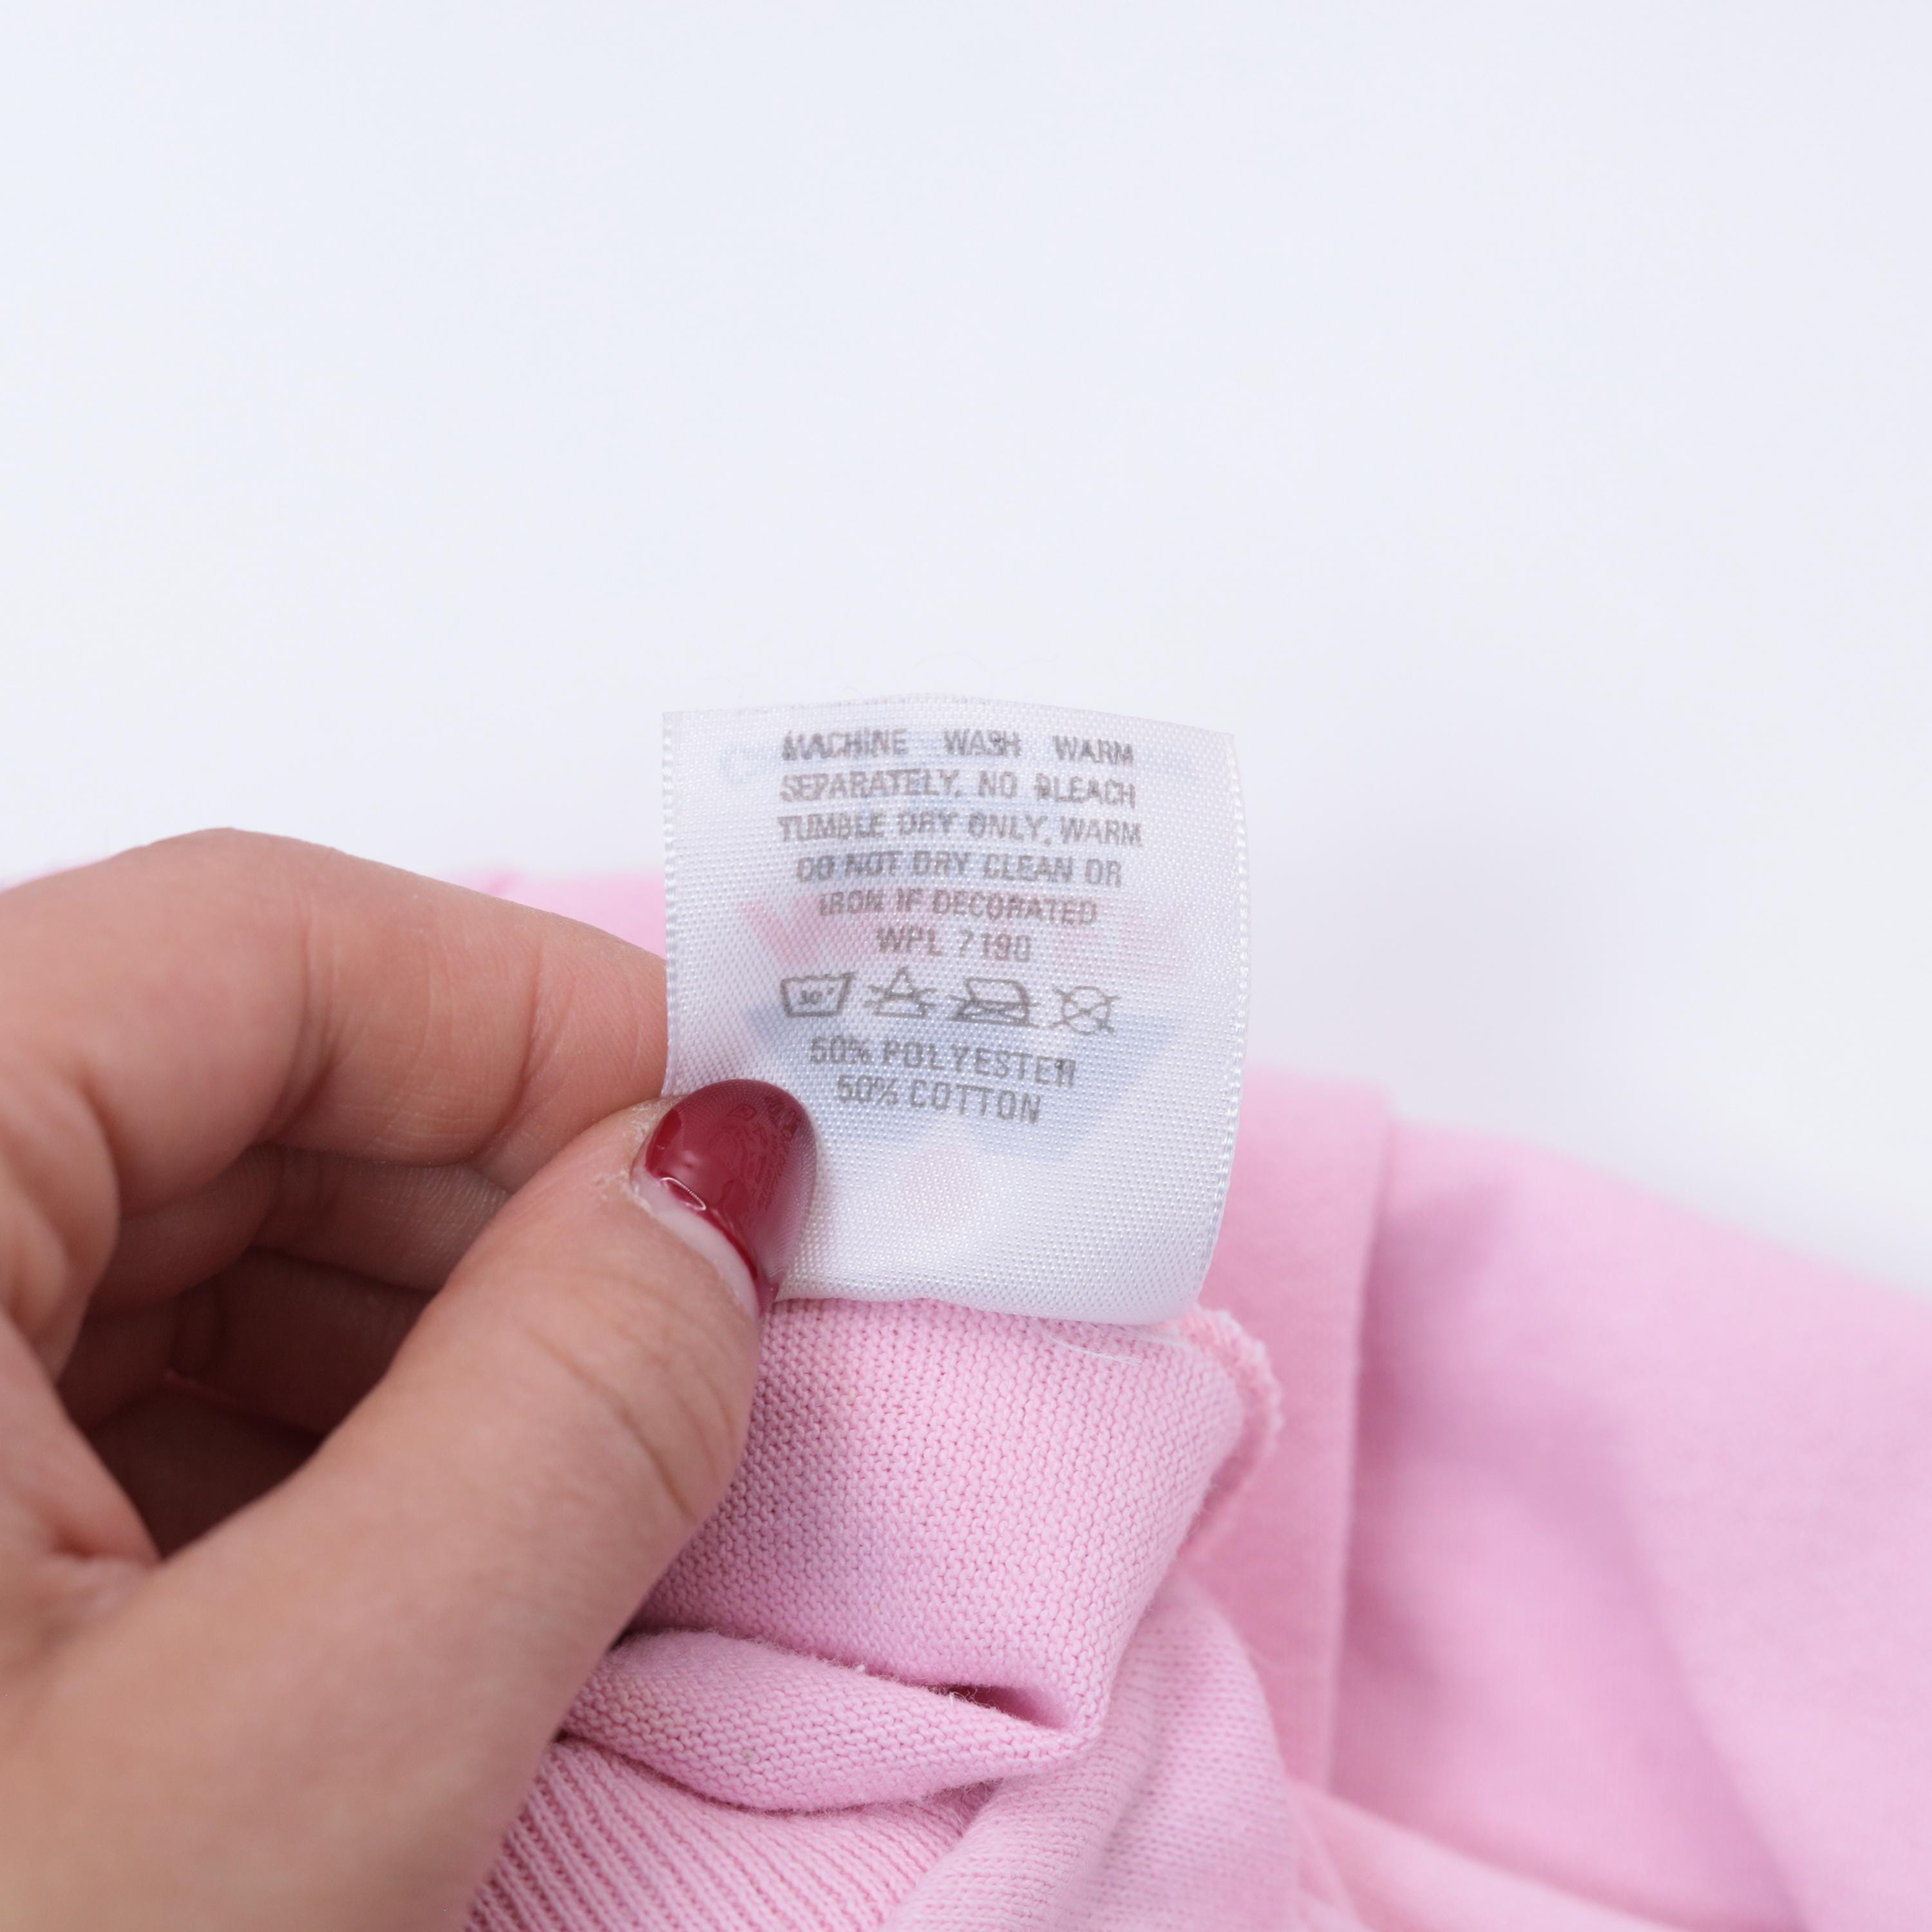 MACHINE WASH WARM
SEPARATELY. NO BLEACH
TUMBLE DRY ONLY, WARM
DO NOT DRY CLEAN OR
IRON IF DECORATED
WPL 7190
30°
50% POLYESTER
50% COTTON